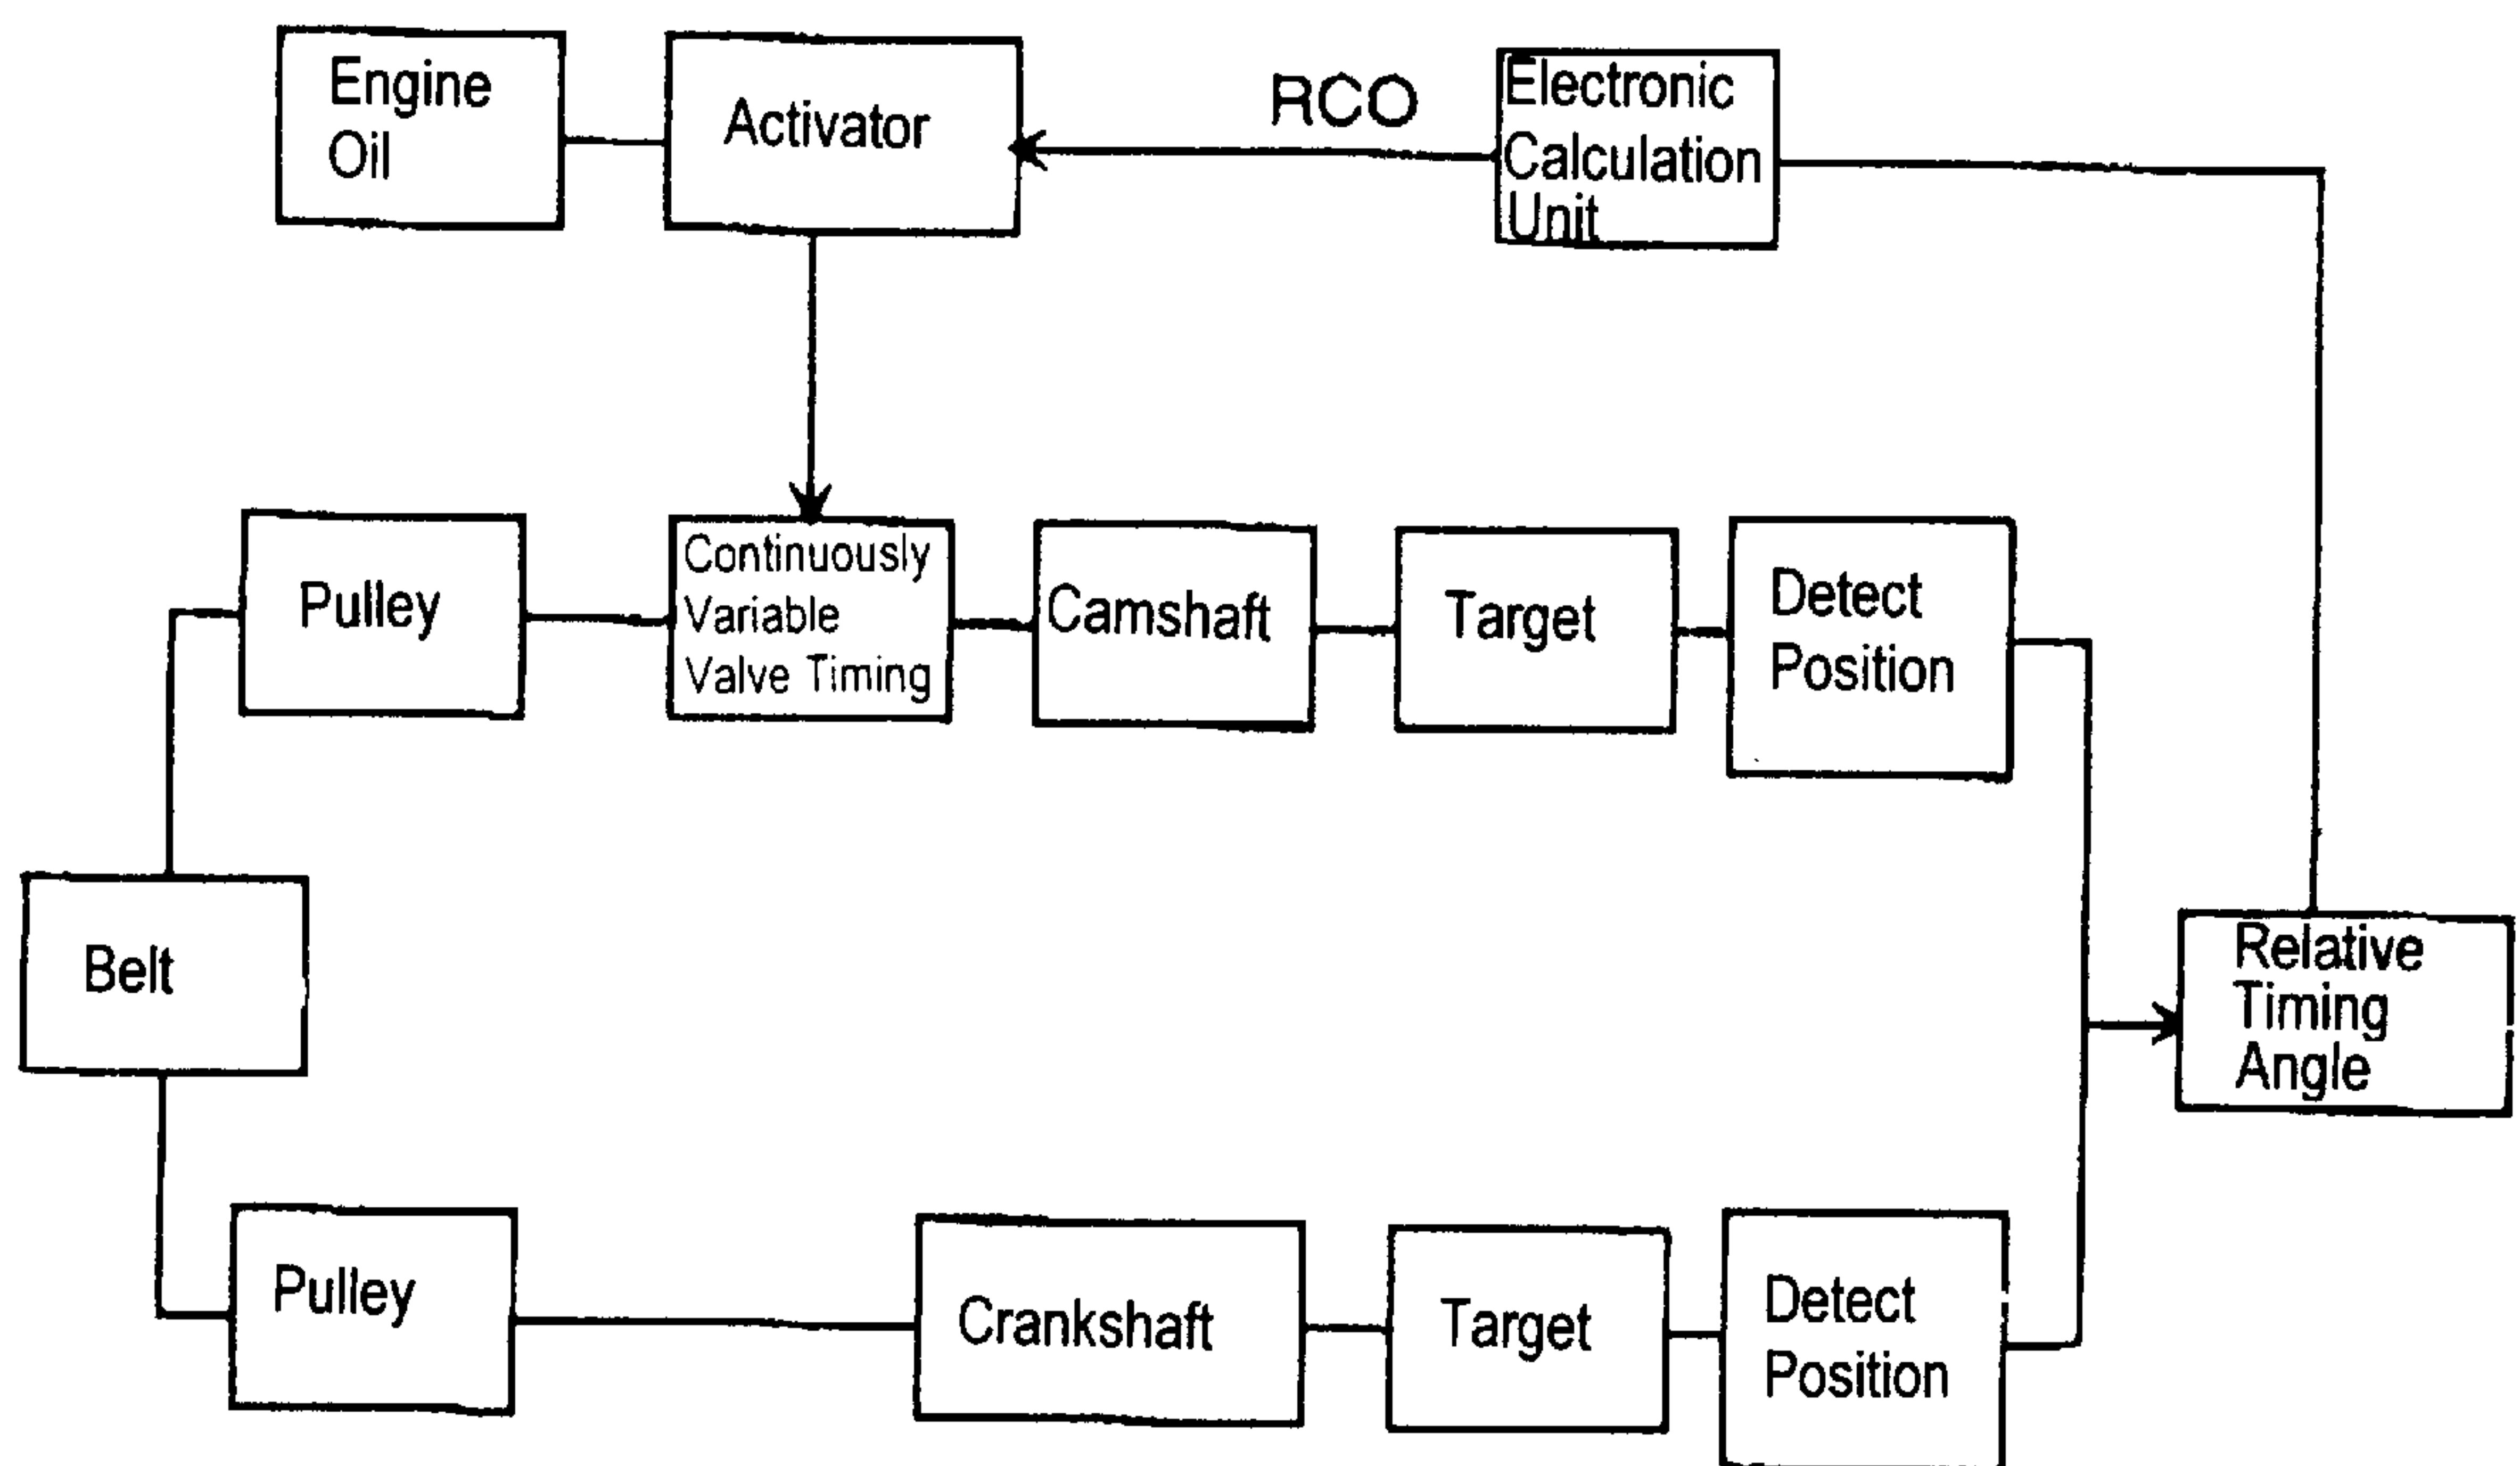 Engine
Oil
Activator
RCO
Electronic
Calculation
Unit
Pulley
Continuously
Variable
Valve Timing
Camshaft
Target
Detect
Position
Belt
Relative
Timing
Angle
Pulley
Crankshaft
Target
Detect
Position